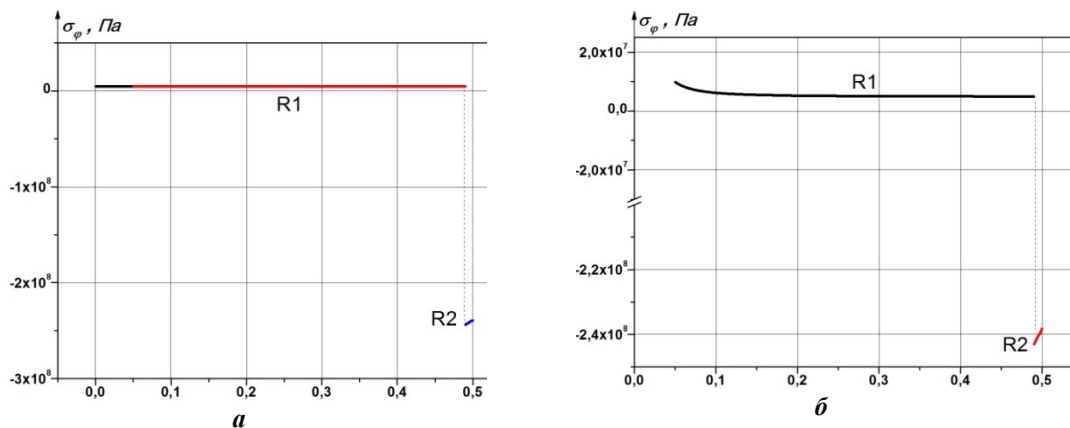 σφ , Па
0
-1x10⁸
-2x10⁸
-3x10⁸
R1
R2
0,0 0,1 0,2 0,3 0,4 0,5
а
σφ , Па
2,0x10⁷
0,0
-2,0x10⁷
-2,2x10⁸
-2,4x10⁸
R1
R2
0,0 0,1 0,2 0,3 0,4 0,5
б